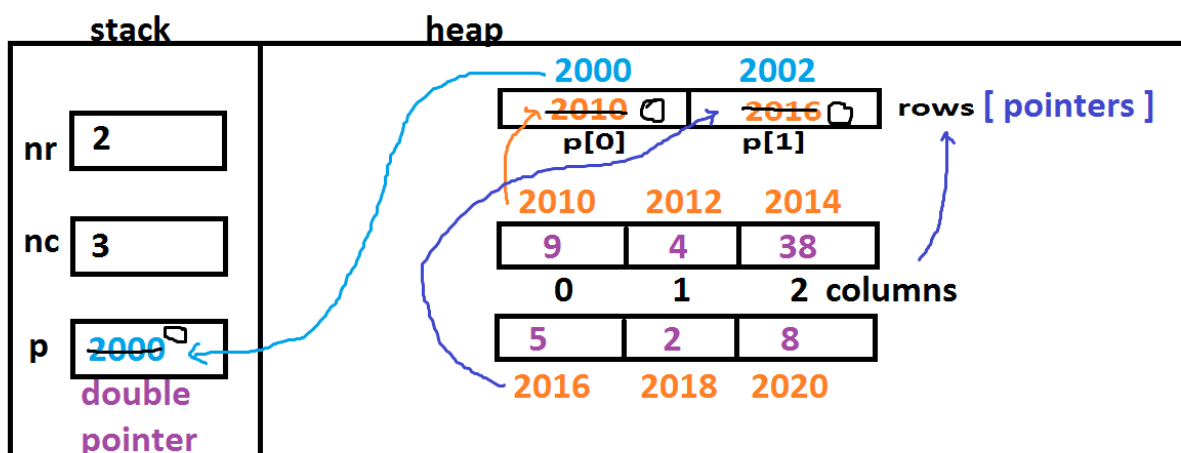 stack heap
2000 2002
2010 2016 rows [ pointers ]
p[0] p[1]
nr 2
2010 2012 2014
nc 3
9 4 38
0 1 2 columns
p 2000
5 2 8
double
pointer
2016 2018 2020